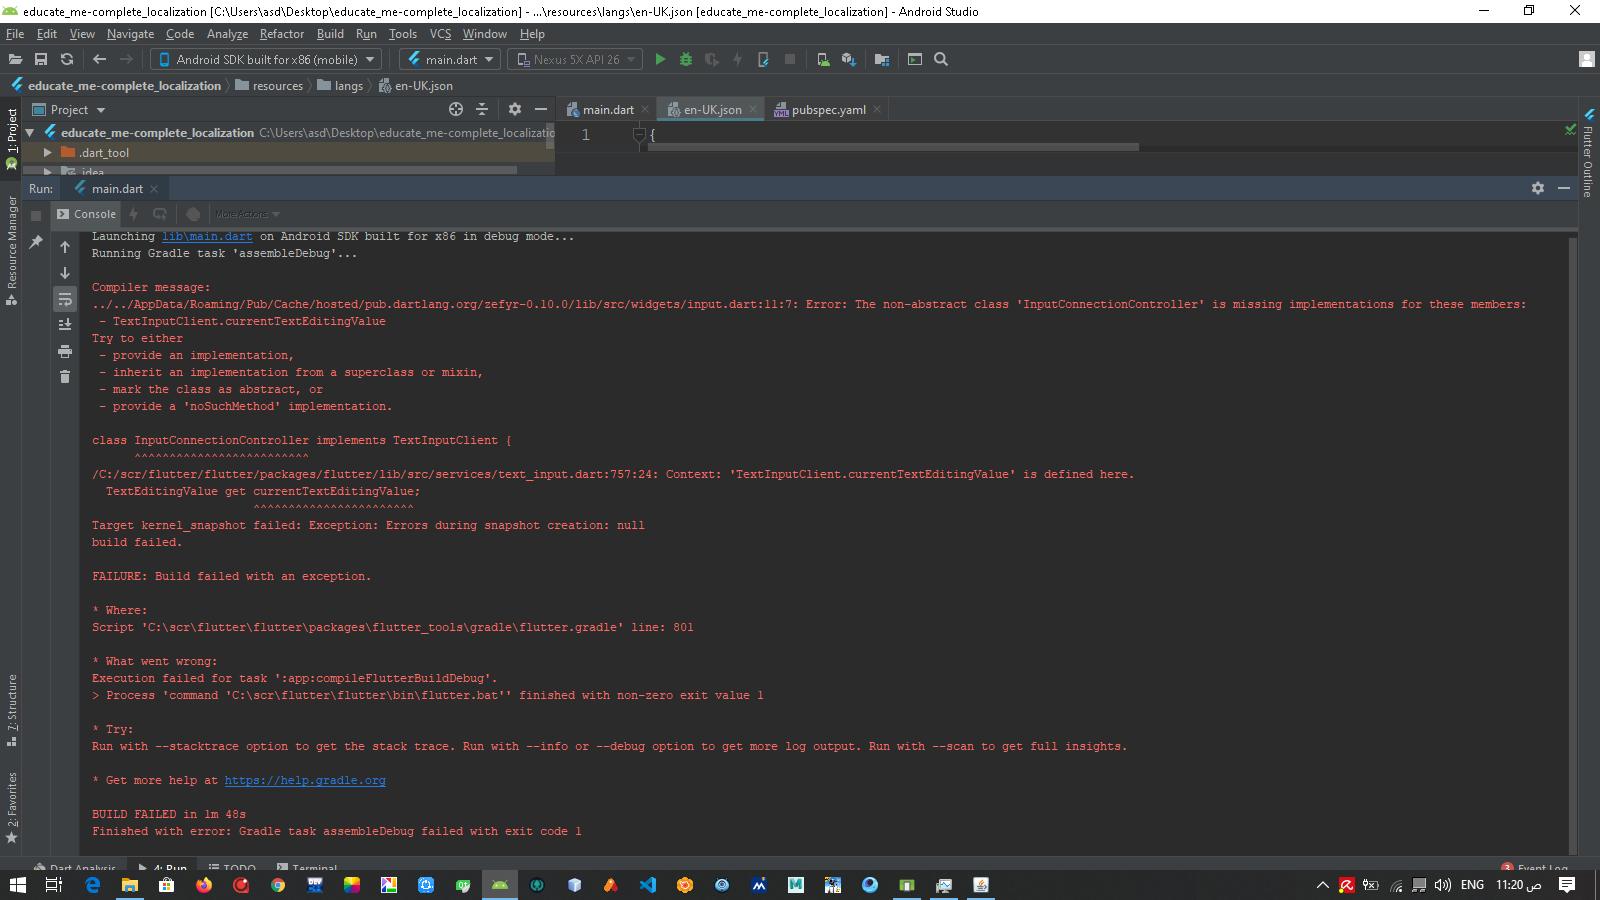 educate_me-complete_localization [C:\Users\asd\Desktop\educate_me-complete_localization] - ...\resources\langs\en-UK.json [educate_me-complete_localization] - Android Studio
File Edit View Navigate Code Analyze Refactor Build Run Tools VCS Window Help
Android SDK built for x86 (mobile) main.dart Nexus 5X API 26
educate_me-complete_localization resources langs en-UK.json
Project main.dart en-UK.json pubspec.yaml
educate_me-complete_localization C:\Users\asd\Desktop\educate_me-complete_localizatio
1 {
.dart_tool
.idea
1: Project
Resource Manager
7: Structure
2: Favorites
Flutter Outline
Run: main.dart
Console More Actions
Launching lib\main.dart on Android SDK built for x86 in debug mode...
Running Gradle task 'assembleDebug'...
Compiler message:
../../AppData/Roaming/Pub/Cache/hosted/pub.dartlang.org/zefyr-0.10.0/lib/src/widgets/input.dart:11:7: Error: The non-abstract class 'InputConnectionController' is missing implementations for these members:
- TextInputClient.currentTextEditingValue
Try to either
- provide an implementation,
- inherit an implementation from a superclass or mixin,
- mark the class as abstract, or
- provide a 'noSuchMethod' implementation.
class InputConnectionController implements TextInputClient {
^^^^^^^^^^^^^^^^^^^^^^^^^
/C:/scr/flutter/flutter/packages/flutter/lib/src/services/text_input.dart:757:24: Context: 'TextInputClient.currentTextEditingValue' is defined here.
TextEditingValue get currentTextEditingValue;
^^^^^^^^^^^^^^^^^^^^^^^
Target kernel_snapshot failed: Exception: Errors during snapshot creation: null
build failed.
FAILURE: Build failed with an exception.
* Where:
Script 'C:\scr\flutter\flutter\packages\flutter_tools\gradle\flutter.gradle' line: 801
* What went wrong:
Execution failed for task ':app:compileFlutterBuildDebug'.
> Process 'command 'C:\scr\flutter\flutter\bin\flutter.bat'' finished with non-zero exit value 1
* Try:
Run with --stacktrace option to get the stack trace. Run with --info or --debug option to get more log output. Run with --scan to get full insights.
* Get more help at https://help.gradle.org
BUILD FAILED in 1m 48s
Finished with error: Gradle task assembleDebug failed with exit code 1
Dart Analysis 4: Run TODO Terminal 3 Event Log
ENG 11:20 ص